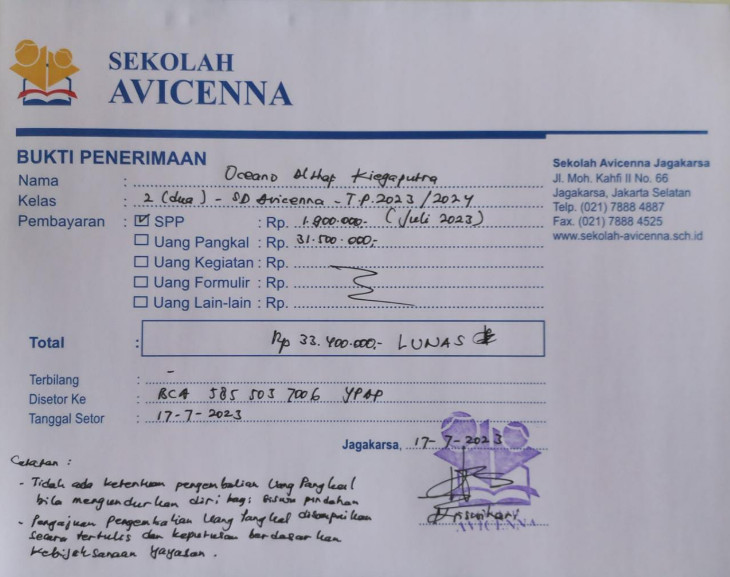 SEKOLAH
AVICENNA
BUKTI PENERIMAAN
Nama : Oceano Althaf Kiegaputra
Kelas : 2 (dua) - SD Avicenna - T.P. 2023/2024
Pembayaran : ☑ SPP : Rp. 1.900.000.- (Juli 2023)
☐ Uang Pangkal : Rp. 31.500.000,-
☐ Uang Kegiatan : Rp.
☐ Uang Formulir : Rp.
☐ Uang Lain-lain : Rp.
Total : Rp 33.400.000,- LUNAS
Terbilang : -
Disetor Ke : BCA 585 503 7006 YPAP
Tanggal Setor : 17-7-2023
Sekolah Avicenna Jagakarsa
Jl. Moh. Kahfi II No. 66
Jagakarsa, Jakarta Selatan
Telp. (021) 7888 4887
Fax. (021) 7888 4525
www.sekolah-avicenna.sch.id
Jagakarsa, 17-7-2023
AVICENNA
Catatan :
- Tidak ada ketentuan pengembalian Uang Pangkal
bila mengundurkan diri bagi siswa pindahan
- Pengajuan pengembalian Uang Pangkal disampaikan
secara tertulis dan keputusan berdasarkan
kebijaksanaan yayasan.